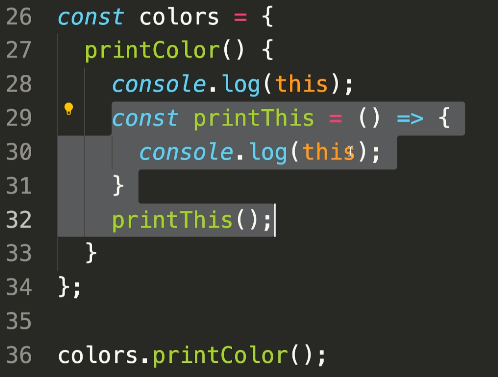 26 const colors = {
27   printColor() {
28     console.log(this);
29     const printThis = () => {
30       console.log(this);
31     }
32     printThis();
33   }
34 };
35
36 colors.printColor();